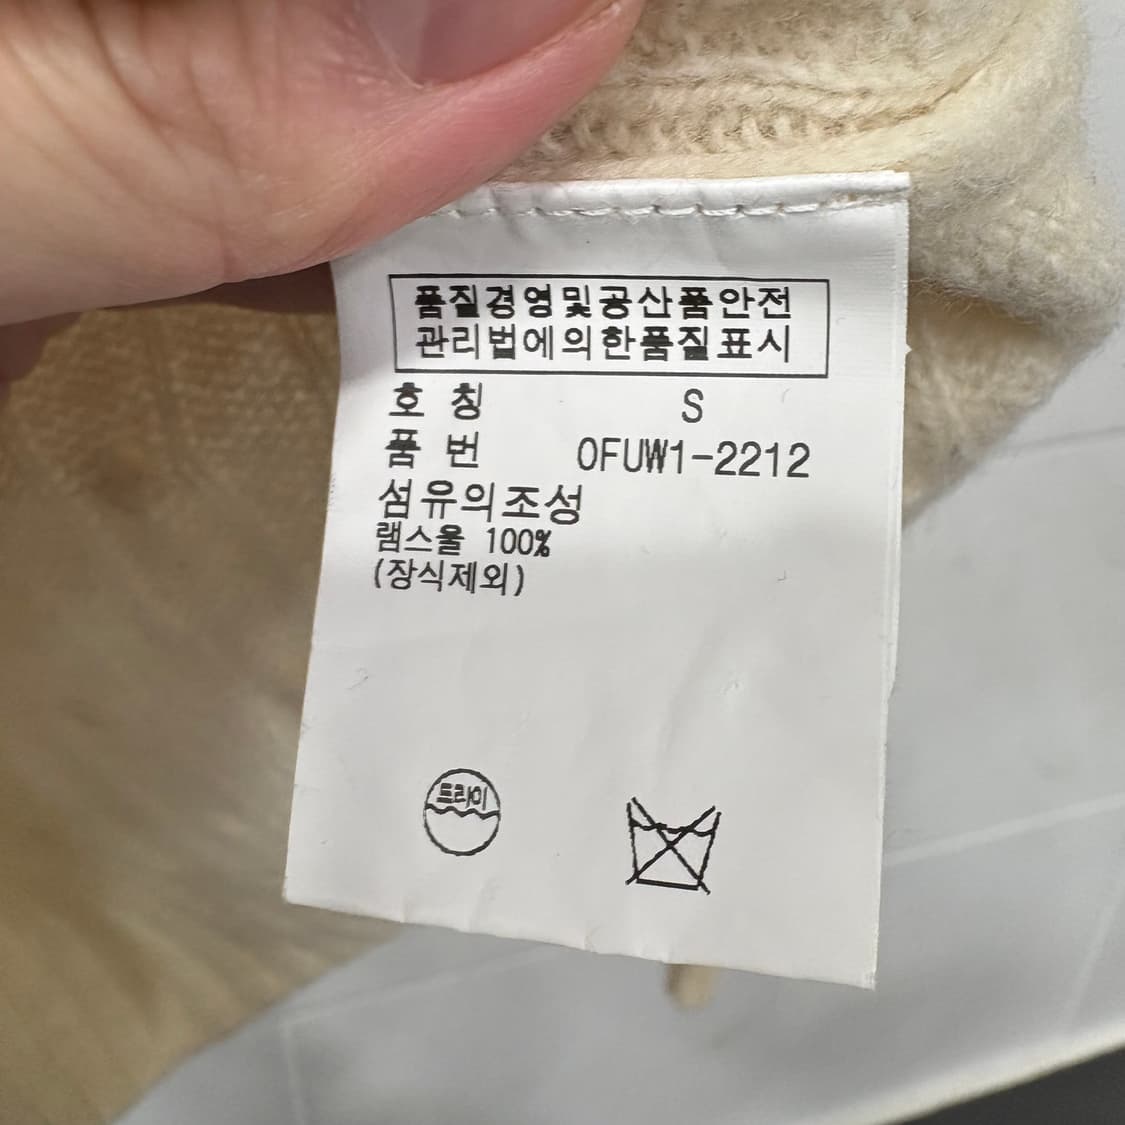 품질경영및공산품안전
관리법에의한품질표시
호 칭 S
품 번 OFUW1-2212
섬유의조성
램스울 100%
(장식제외)
드라이